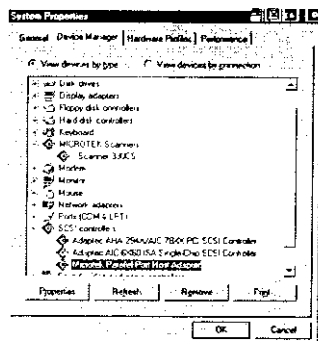 System Properties
General Device Manager Hardware Profiles Performance
View devices by type View devices by connection
Disk drives
Display adapters
Floppy disk controllers
Hard disk controllers
Keyboard
MICROTEK Scanners
Scanner 330CS
Modem
Monitor
Mouse
Network adapters
Ports (COM & LPT)
SCSI controllers
Adaptec AHA-294X/AIC-78XX PCI SCSI Controller
Adaptec AIC-6X60 ISA Single-Chip SCSI Controller
Microtek Parallel Port Host Adapter
Properties Refresh Remove Print
OK Cancel